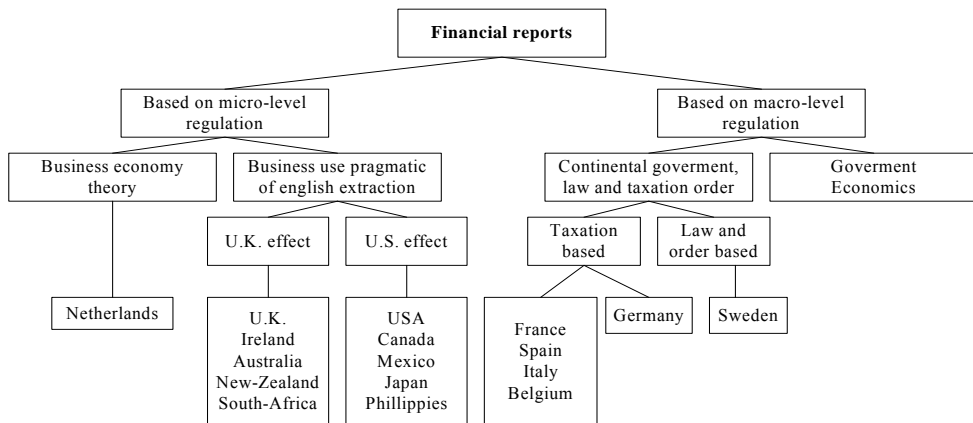 Financial reports
Based on micro-level
regulation
Based on macro-level
regulation
Business economy
theory
Business use pragmatic
of english extraction
Continental goverment,
law and taxation order
Goverment
Economics
U.K. effect
U.S. effect
Taxation
based
Law and
order based
Netherlands
U.K.
Ireland
Australia
New-Zealand
South-Africa
USA
Canada
Mexico
Japan
Phillippies
France
Spain
Italy
Belgium
Germany
Sweden